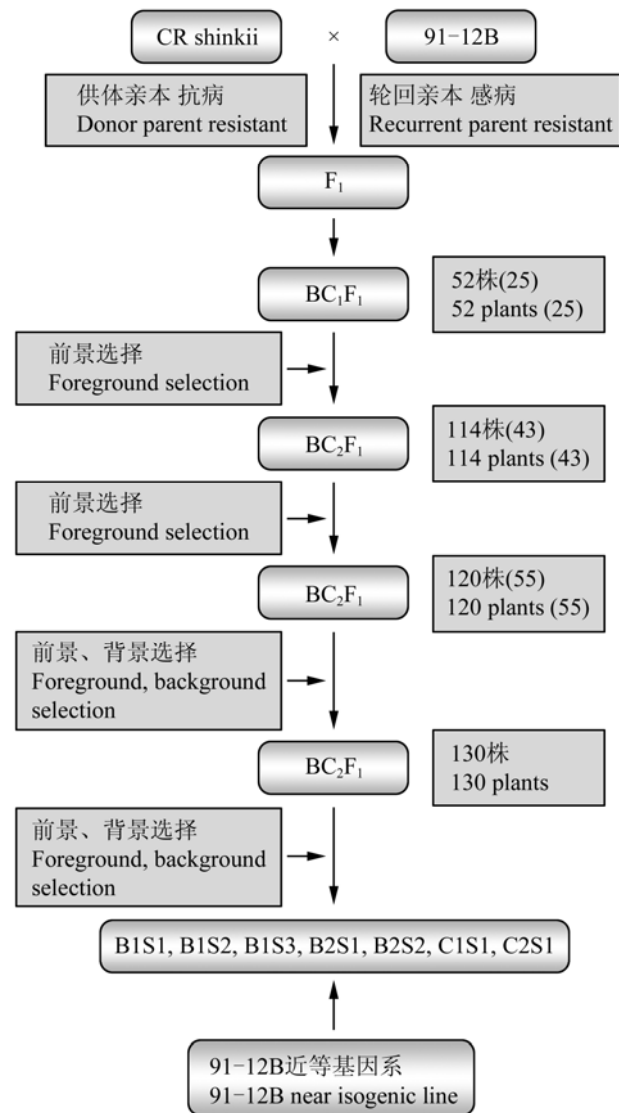 CR shinkii × 91-12B
供体亲本 抗病
Donor parent resistant
轮回亲本 感病
Recurrent parent resistant
F₁
BC₁F₁
52株(25)
52 plants (25)
前景选择
Foreground selection
BC₂F₁
114株(43)
114 plants (43)
前景选择
Foreground selection
BC₂F₁
120株(55)
120 plants (55)
前景、背景选择
Foreground, background
selection
BC₂F₁
130株
130 plants
前景、背景选择
Foreground, background
selection
B1S1, B1S2, B1S3, B2S1, B2S2, C1S1, C2S1
91-12B近等基因系
91-12B near isogenic line